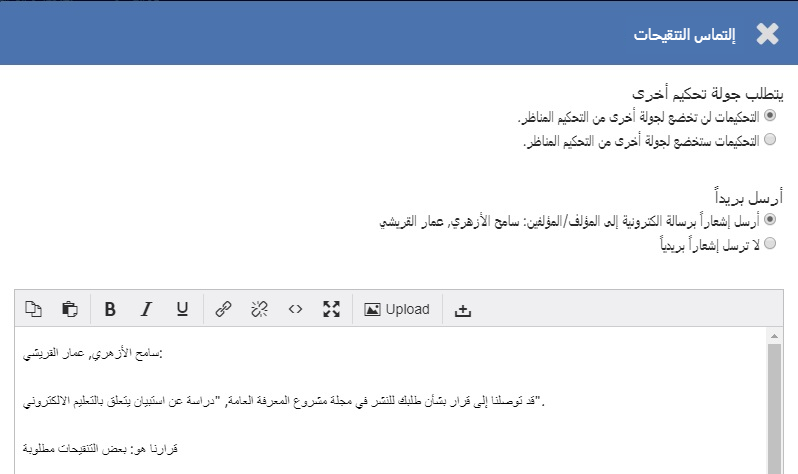 إلتماس التنقيحات
يتطلب جولة تحكيم أخرى
التحكيمات لن تخضع لجولة أخرى من التحكيم المناظر.
التحكيمات ستخضع لجولة أخرى من التحكيم المناظر.
أرسل بريداً
أرسل إشعاراً برسالة الكترونية إلى المؤلف/المؤلفين: سامح الأزهري, عمار القريشي
لا ترسل إشعاراً بريدياً
B I U <> Upload
سامح الأزهري, عمار القريشي:
قد توصلنا إلى قرار بشأن طلبك للنشر في مجلة مشروع المعرفة العامة, "دراسة عن استبيان يتعلق بالتعليم الالكتروني".
قرارنا هو: بعض التنقيحات مطلوبة